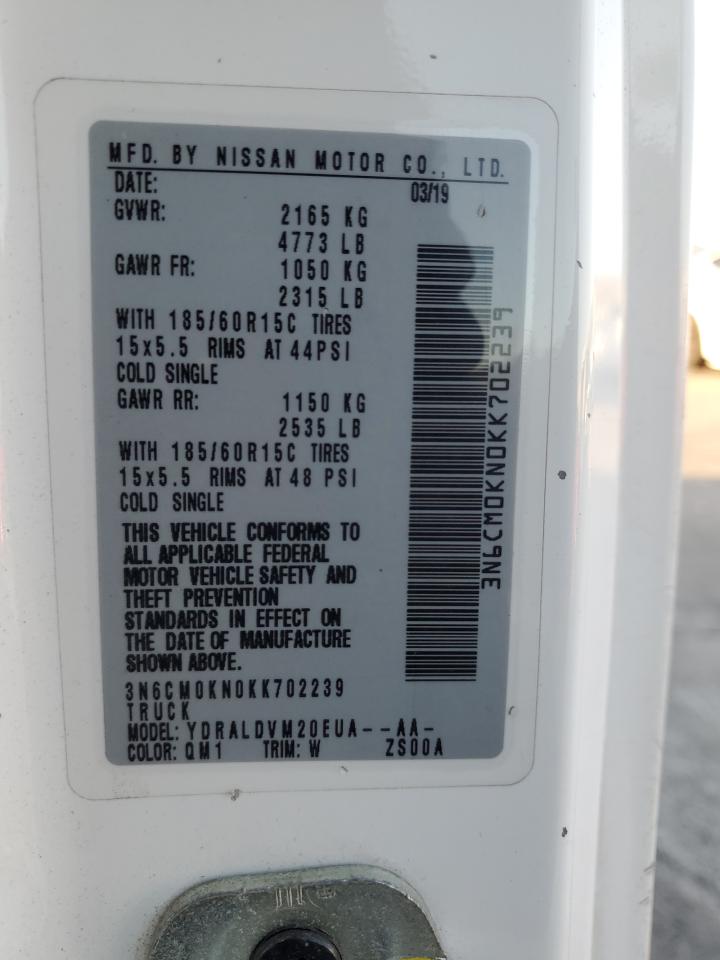 MFD. BY NISSAN MOTOR CO., LTD.
DATE: 03/19
GVWR: 2165 KG
4773 LB
GAWR FR: 1050 KG
2315 LB
WITH 185/60R15C TIRES
15x5.5 RIMS AT 44PSI
COLD SINGLE
GAWR RR: 1150 KG
2535 LB
WITH 185/60R15C TIRES
15x5.5 RIMS AT 48 PSI
COLD SINGLE
THIS VEHICLE CONFORMS TO
ALL APPLICABLE FEDERAL
MOTOR VEHICLE SAFETY AND
THEFT PREVENTION
STANDARDS IN EFFECT ON
THE DATE OF MANUFACTURE
SHOWN ABOVE.
3N6CM0KN0KK702239
TRUCK
MODEL: YDRALDVM20EUA--AA-
COLOR: QM1 TRIM: W ZS00A
3N6CM0KN0KK702239